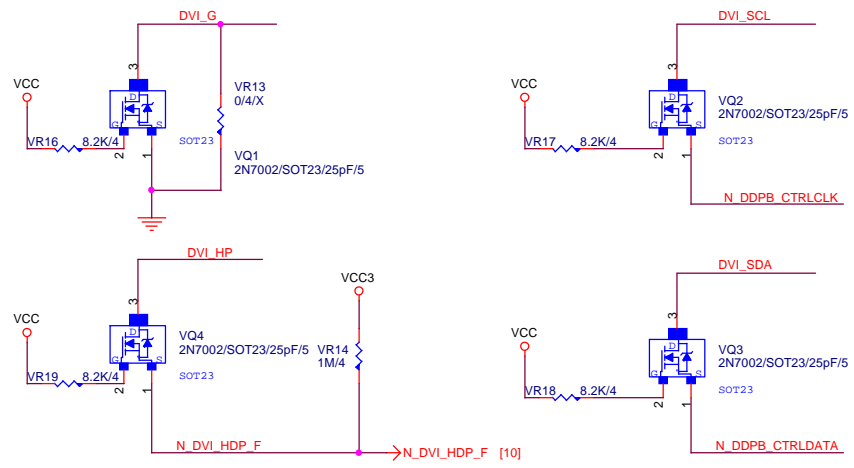 DVI_G
3
VCC
D
G
S
VR16
8.2K/4
2
1
SOT23
VR13
0/4/X
VQ1
2N7002/SOT23/25pF/5
DVI_SCL
3
VCC
D
G
S
VR17
8.2K/4
2
1
VQ2
2N7002/SOT23/25pF/5
SOT23
N_DDPB_CTRLCLK
DVI_HP
3
VCC
D
G
S
VR19
8.2K/4
2
1
VQ4
2N7002/SOT23/25pF/5
SOT23
VCC3
VR14
1M/4
N_DVI_HDP_F
N_DVI_HDP_F [10]
DVI_SDA
3
VCC
D
G
S
VR18
8.2K/4
2
1
VQ3
2N7002/SOT23/25pF/5
SOT23
N_DDPB_CTRLDATA